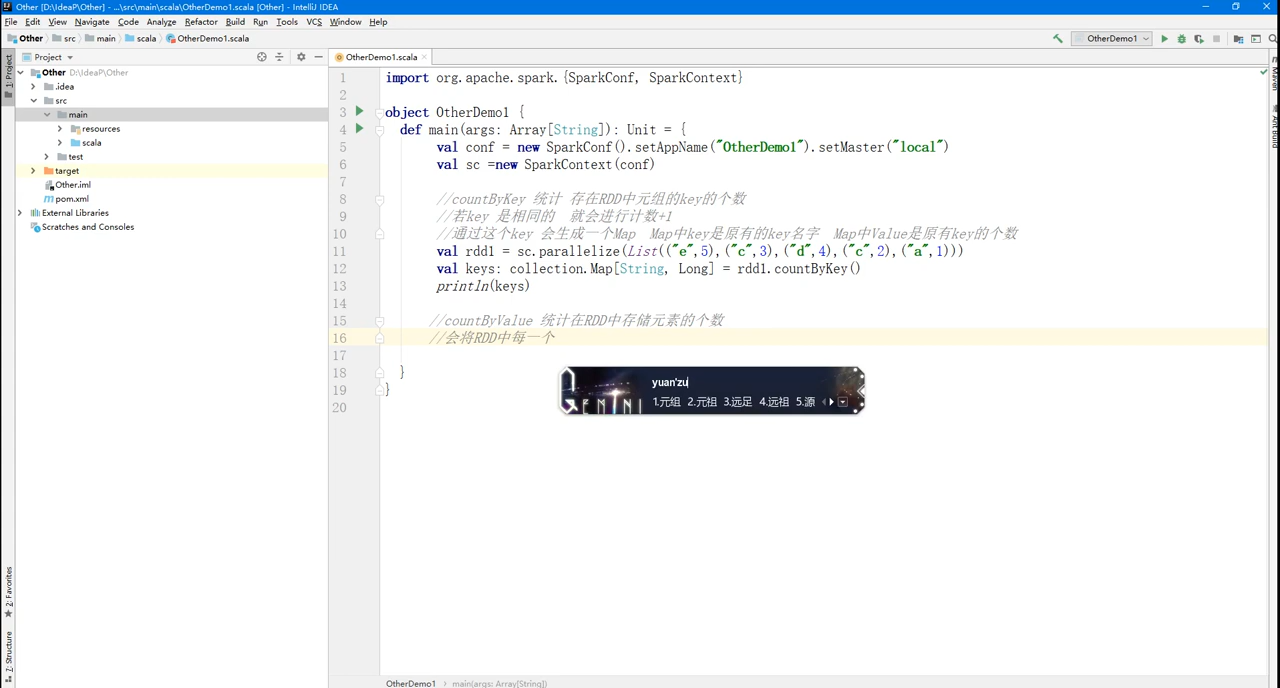 Other [D:\IdeaP\Other] - ...\src\main\scala\OtherDemo1.scala [Other] - IntelliJ IDEA
File Edit View Navigate Code Analyze Refactor Build Run Tools VCS Window Help
Other src main scala OtherDemo1.scala
OtherDemo1
Project
OtherDemo1.scala
1: Project
Other D:\IdeaP\Other
.idea
src
main
resources
scala
test
target
Other.iml
pom.xml
External Libraries
Scratches and Consoles
1 import org.apache.spark.{SparkConf, SparkContext}
2
3 object OtherDemo1 {
4 def main(args: Array[String]): Unit = {
5 val conf = new SparkConf().setAppName("OtherDemo1").setMaster("local")
6 val sc =new SparkContext(conf)
7
8 //countByKey 统计 存在RDD中元组的key的个数
9 //若key 是相同的 就会进行计数+1
10 //通过这个key 会生成一个Map Map中key是原有的key名字 Map中Value是原有key的个数
11 val rdd1 = sc.parallelize(List(("e",5),("c",3),("d",4),("c",2),("a",1)))
12 val keys: collection.Map[String, Long] = rdd1.countByKey()
13 println(keys)
14
15 //countByValue 统计在RDD中存储元素的个数
16 //会将RDD中每一个
17
18 }
19 }
20
yuan'zu
1.元组 2.元祖 3.远足 4.远祖 5.源
GEMINI
Maven
2: Favorites
7: Structure
OtherDemo1 › main(args: Array[String])